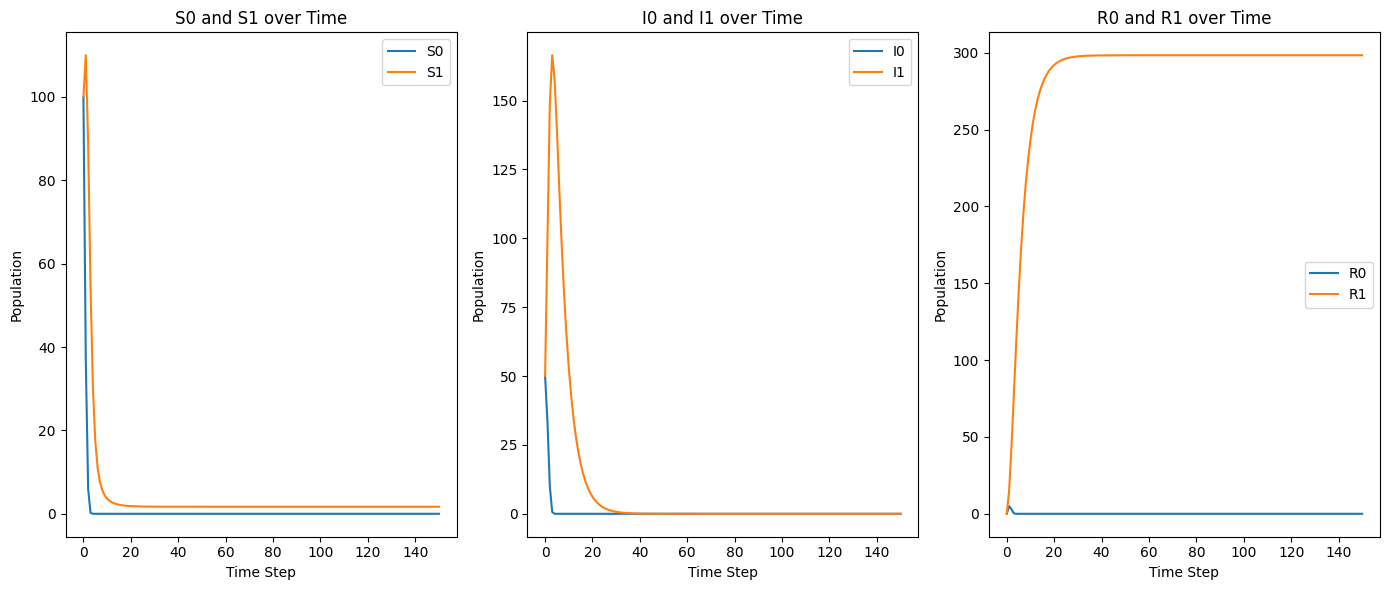 S0 and S1 over Time
Population
100
80
60
40
20
0
0 20 40 60 80 100 120 140
Time Step
S0
S1
I0 and I1 over Time
Population
150
125
100
75
50
25
0
0 20 40 60 80 100 120 140
Time Step
I0
I1
R0 and R1 over Time
Population
300
250
200
150
100
50
0
0 20 40 60 80 100 120 140
Time Step
R0
R1